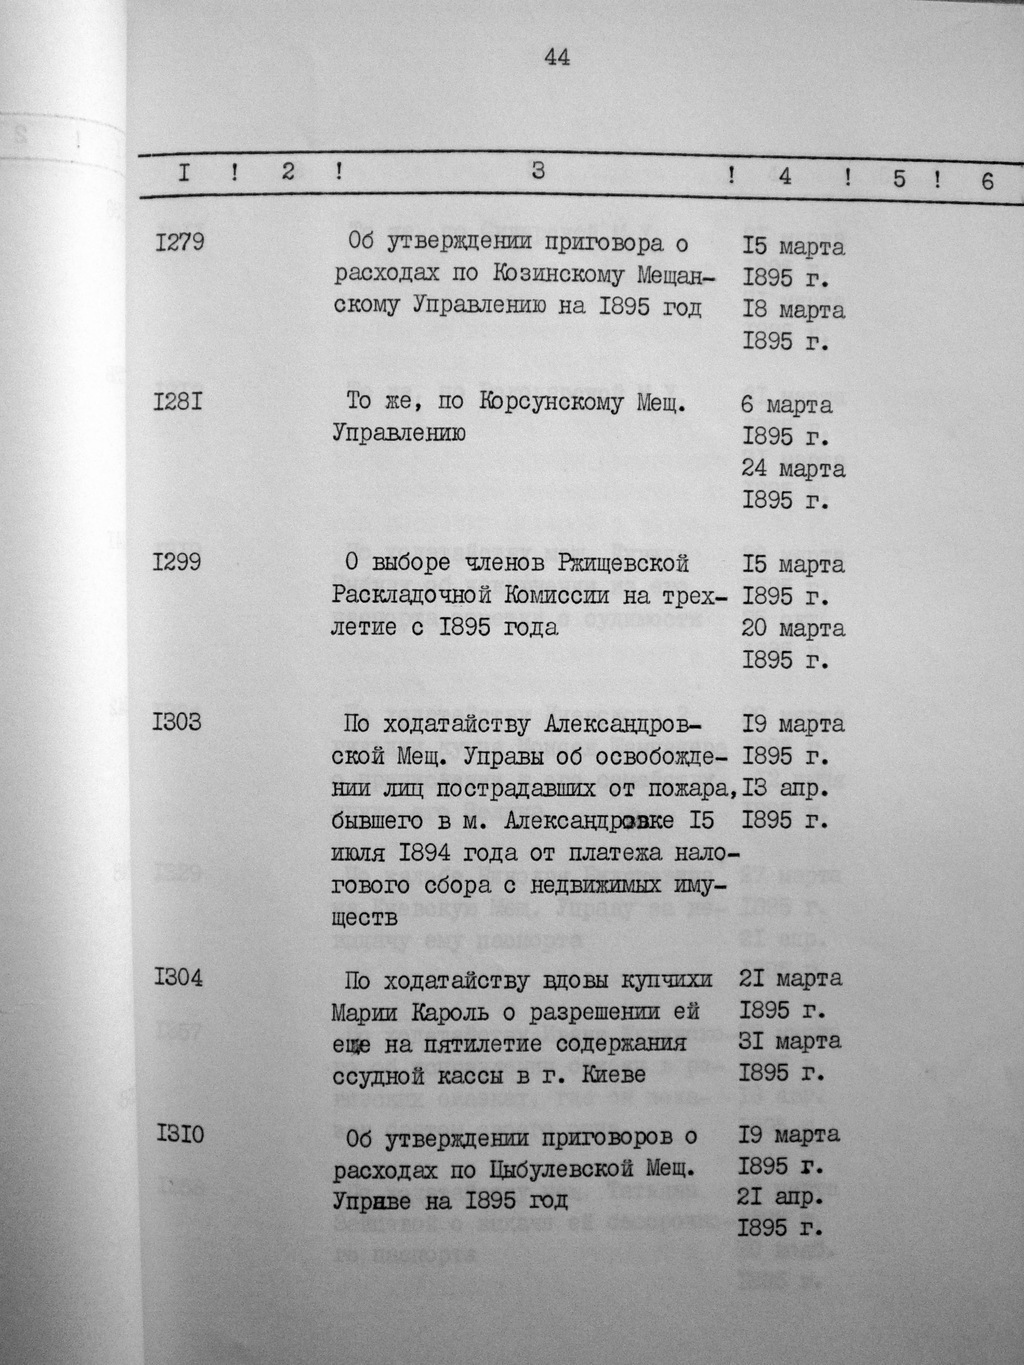 44
I ! 2 ! 3 ! 4 ! 5 ! 6
I279 Об утверждении приговора о I5 марта
расходах по Козинскому Мещан- I895 г.
скому Управлению на I895 год I8 марта
I895 г.
I28I То же, по Корсунскому Мещ. 6 марта
Управлению I895 г.
24 марта
I895 г.
I299 О выборе членов Ржищевской I5 марта
Раскладочной Комиссии на трех- I895 г.
летие с I895 года 20 марта
I895 г.
I303 По ходатайству Александров- I9 марта
ской Мещ. Управы об освобожде- I895 г.
нии лиц пострадавших от пожара, I3 апр.
бывшего в м. Александровке I5 I895 г.
июля I894 года от платежа нало-
гового сбора с недвижимых иму-
ществ
I304 По ходатайству вдовы купчихи 2I марта
Марии Кароль о разрешении ей I895 г.
еще на пятилетие содержания 3I марта
ссудной кассы в г. Киеве I895 г.
I3I0 Об утверждении приговоров о I9 марта
расходах по Цыбулевской Мещ. I895 г.
Управе на I895 год 2I апр.
I895 г.